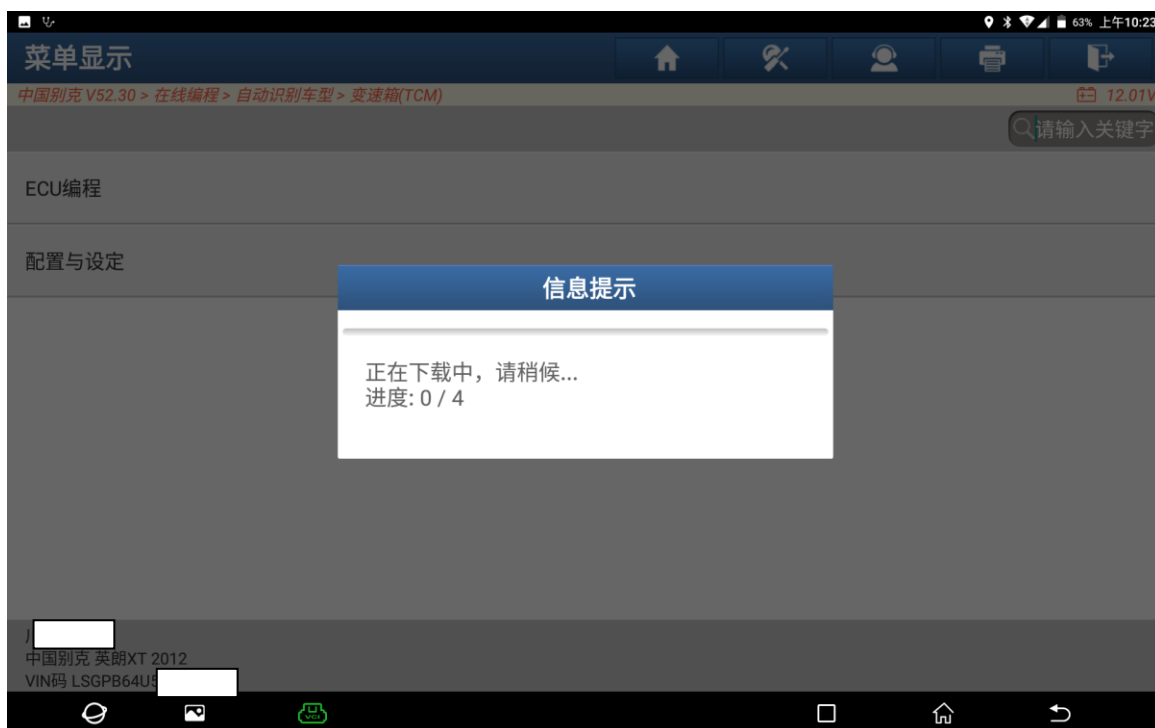 63% 上午10:23
菜单显示
中国别克 V52.30 > 在线编程 > 自动识别车型 > 变速箱(TCM) 12.01V
请输入关键字
ECU编程
配置与设定
信息提示
正在下载中，请稍候...
进度: 0 / 4
中国别克 英朗XT 2012
VIN码 LSGPB64U5
VCI